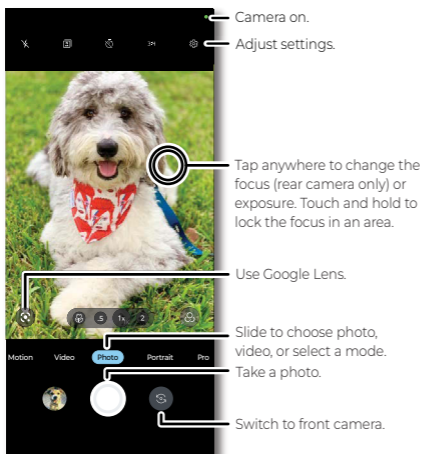 Camera on.
Adjust settings.
Tap anywhere to change the
focus (rear camera only) or
exposure. Touch and hold to
lock the focus in an area.
Use Google Lens.
.5 1x 2
Slide to choose photo,
video, or select a mode.
Motion Video Photo Portrait Pro
Take a photo.
Switch to front camera.